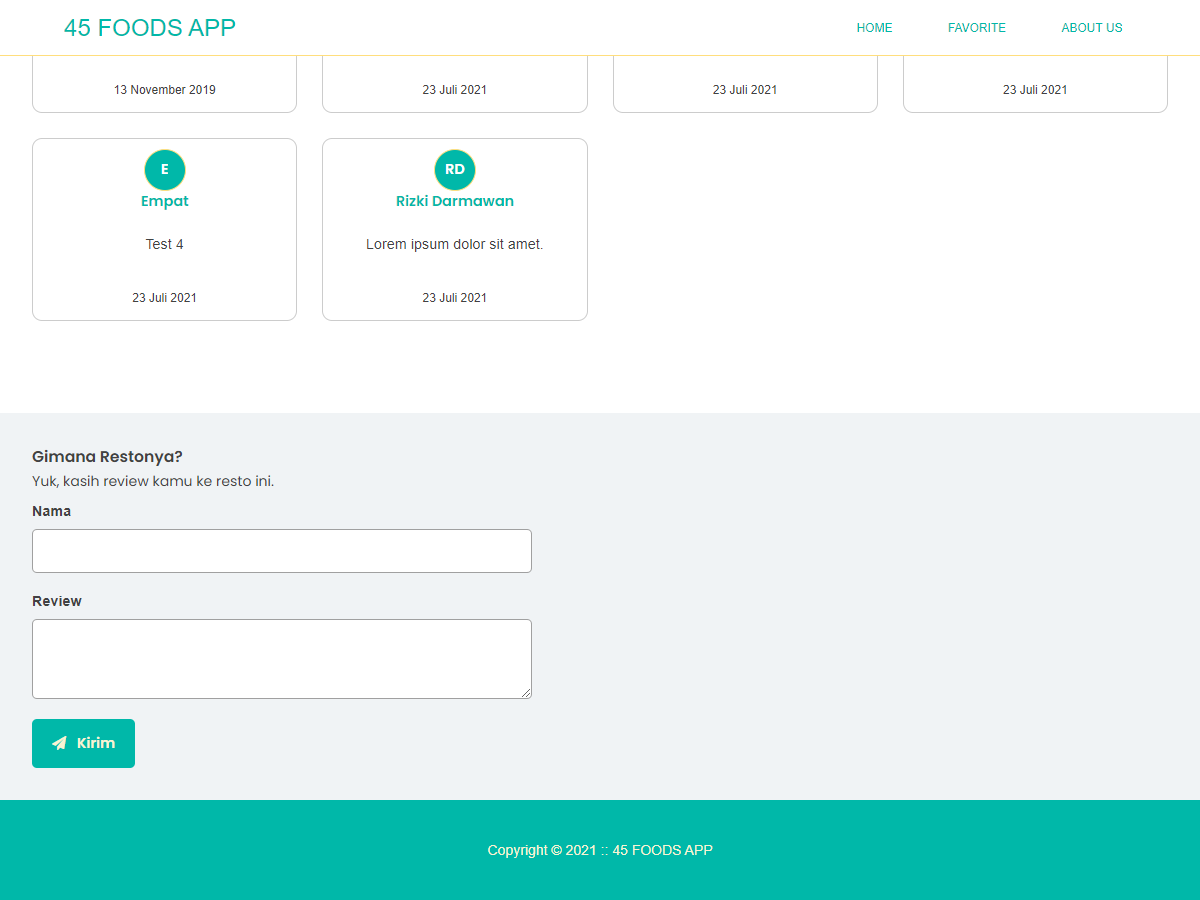 45 FOODS APP
HOME
FAVORITE
ABOUT US
13 November 2019
23 Juli 2021
23 Juli 2021
23 Juli 2021
E
Empat
Test 4
23 Juli 2021
RD
Rizki Darmawan
Lorem ipsum dolor sit amet.
23 Juli 2021
Gimana Restonya?
Yuk, kasih review kamu ke resto ini.
Nama
Review
Kirim
Copyright © 2021 :: 45 FOODS APP